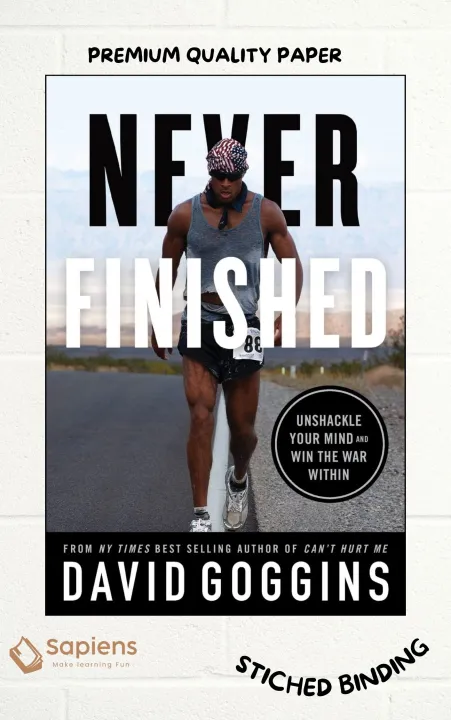 PREMIUM QUALITY PAPER
NEVER
FINISHED
88
UNSHACKLE
YOUR MIND AND
WIN THE WAR
WITHIN
FROM NY TIMES BEST SELLING AUTHOR OF CAN'T HURT ME
DAVID GOGGINS
Sapiens
Make learning Fun
STICHED BINDING